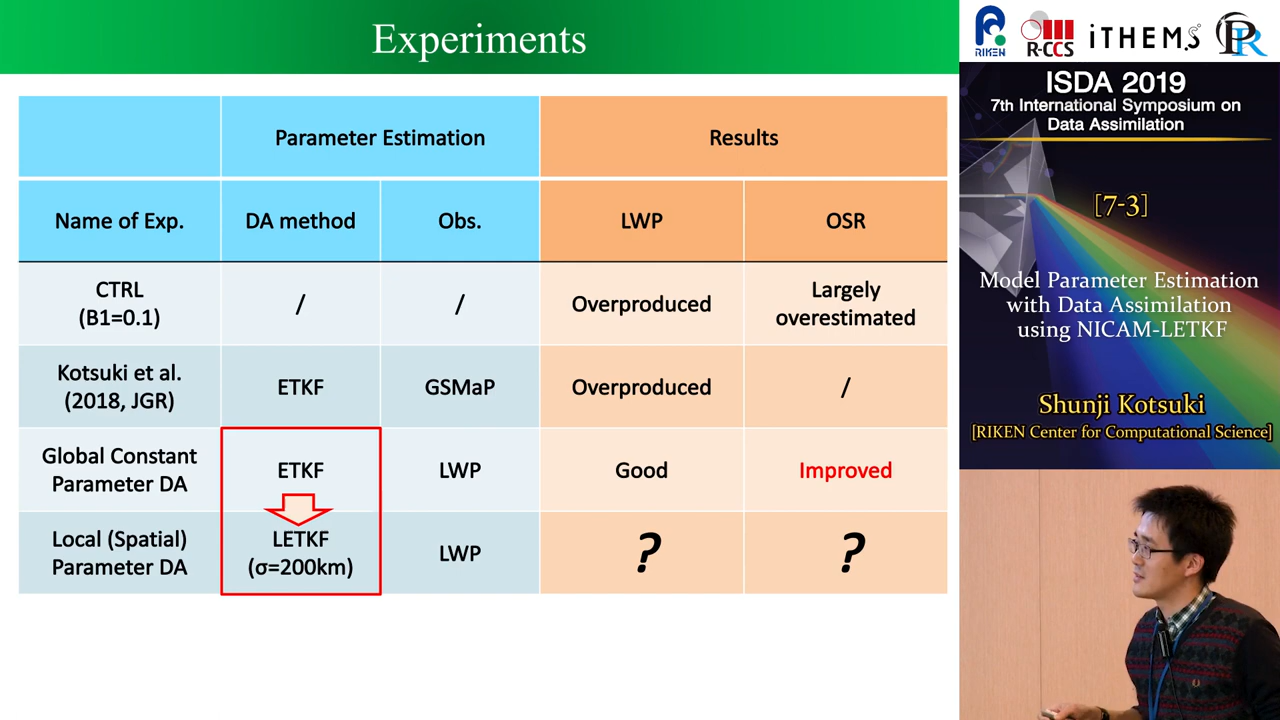 Experiments
Parameter Estimation
Results
Name of Exp.
DA method
Obs.
LWP
OSR
CTRL
(B1=0.1)
/
/
Overproduced
Largely
overestimated
Kotsuki et al.
(2018, JGR)
ETKF
GSMaP
Overproduced
/
Global Constant
Parameter DA
ETKF
LWP
Good
Improved
Local (Spatial)
Parameter DA
LETKF
(σ=200km)
LWP
?
?
RIKEN
R-CCS
iTHEMS
PR
ISDA 2019
7th International Symposium on
Data Assimilation
[7-3]
Model Parameter Estimation
with Data Assimilation
using NICAM-LETKF
Shunji Kotsuki
[RIKEN Center for Computational Science]